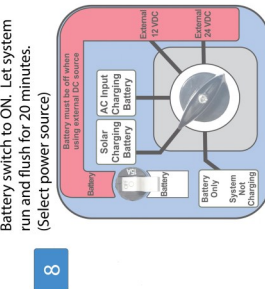 8
Battery switch to ON. Let system
run and flush for 20 minutes.
(Select power source)
Battery must be off when
using external DC source
Battery
Battery
Solar
Charging
Battery
AC Input
Charging
Battery
External
12 VDC
External
24 VDC
Battery
Only
System
Not
Charging